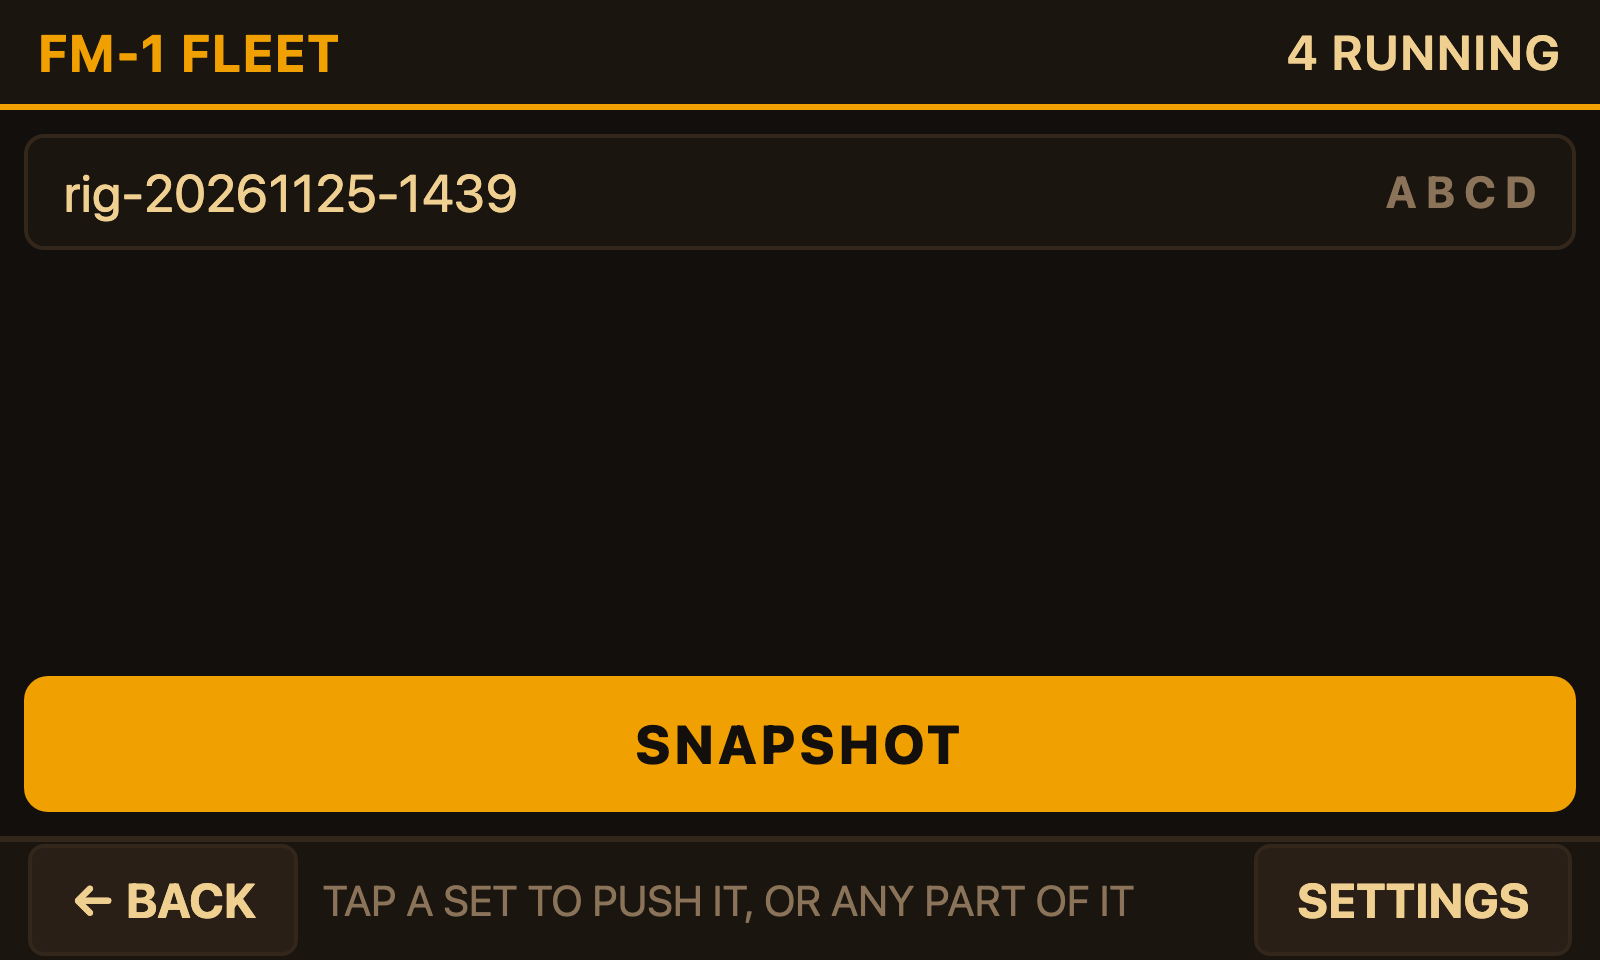 FM-1 FLEET
4 RUNNING
rig-20261125-1439
A B C D
SNAPSHOT
← BACK
TAP A SET TO PUSH IT, OR ANY PART OF IT
SETTINGS